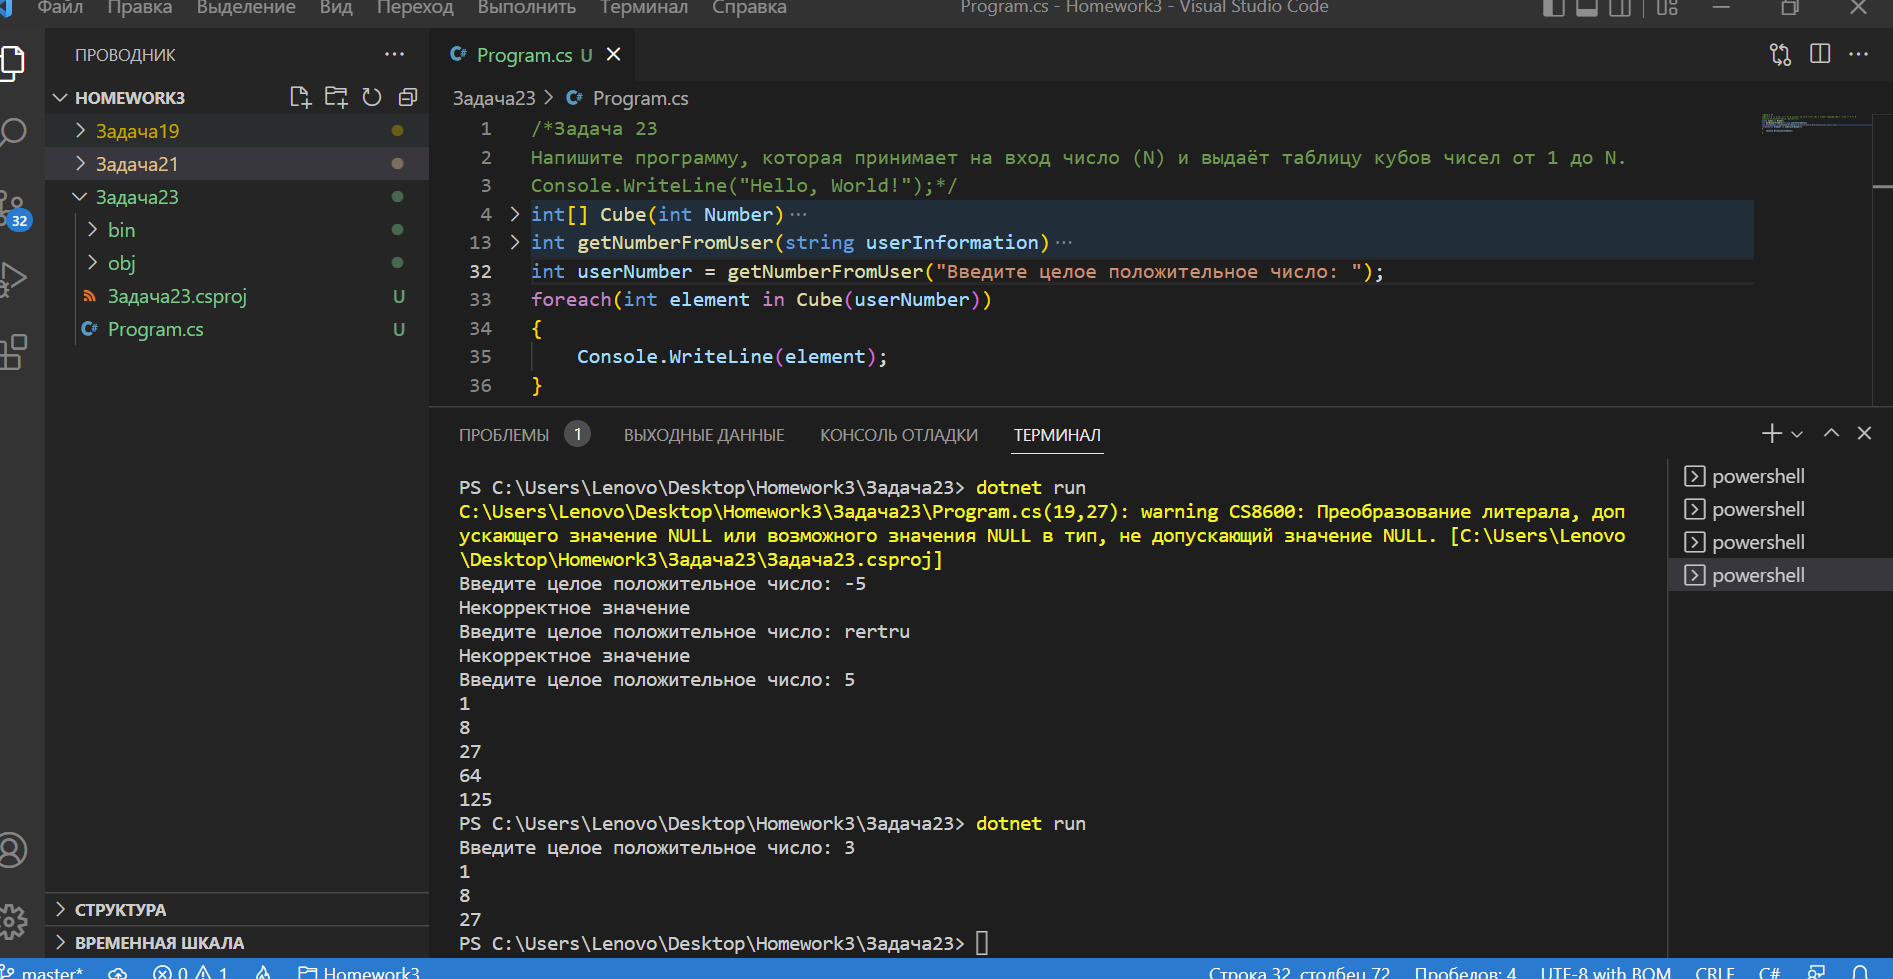 Файл Правка Выделение Вид Переход Выполнить Терминал Справка Program.cs - Homework3 - Visual Studio Code
ПРОВОДНИК
HOMEWORK3
Задача19
Задача21
Задача23
bin
obj
Задача23.csproj U
Program.cs U
СТРУКТУРА
ВРЕМЕННАЯ ШКАЛА
32
Program.cs U
Задача23 > Program.cs
1 /*Задача 23
2 Напишите программу, которая принимает на вход число (N) и выдаёт таблицу кубов чисел от 1 до N.
3 Console.WriteLine("Hello, World!");*/
4 int[] Cube(int Number)···
13 int getNumberFromUser(string userInformation)···
32 int userNumber = getNumberFromUser("Введите целое положительное число: ");
33 foreach(int element in Cube(userNumber))
34 {
35 Console.WriteLine(element);
36 }
ПРОБЛЕМЫ 1 ВЫХОДНЫЕ ДАННЫЕ КОНСОЛЬ ОТЛАДКИ ТЕРМИНАЛ
PS C:\Users\Lenovo\Desktop\Homework3\Задача23> dotnet run
C:\Users\Lenovo\Desktop\Homework3\Задача23\Program.cs(19,27): warning CS8600: Преобразование литерала, доп
ускающего значение NULL или возможного значения NULL в тип, не допускающий значение NULL. [C:\Users\Lenovo
\Desktop\Homework3\Задача23\Задача23.csproj]
Введите целое положительное число: -5
Некорректное значение
Введите целое положительное число: rertru
Некорректное значение
Введите целое положительное число: 5
1
8
27
64
125
PS C:\Users\Lenovo\Desktop\Homework3\Задача23> dotnet run
Введите целое положительное число: 3
1
8
27
PS C:\Users\Lenovo\Desktop\Homework3\Задача23>
powershell
powershell
powershell
powershell
master* 0 1 Homework3 Строка 32, столбец 72 Пробелов: 4 UTF-8 with BOM CRLF C#